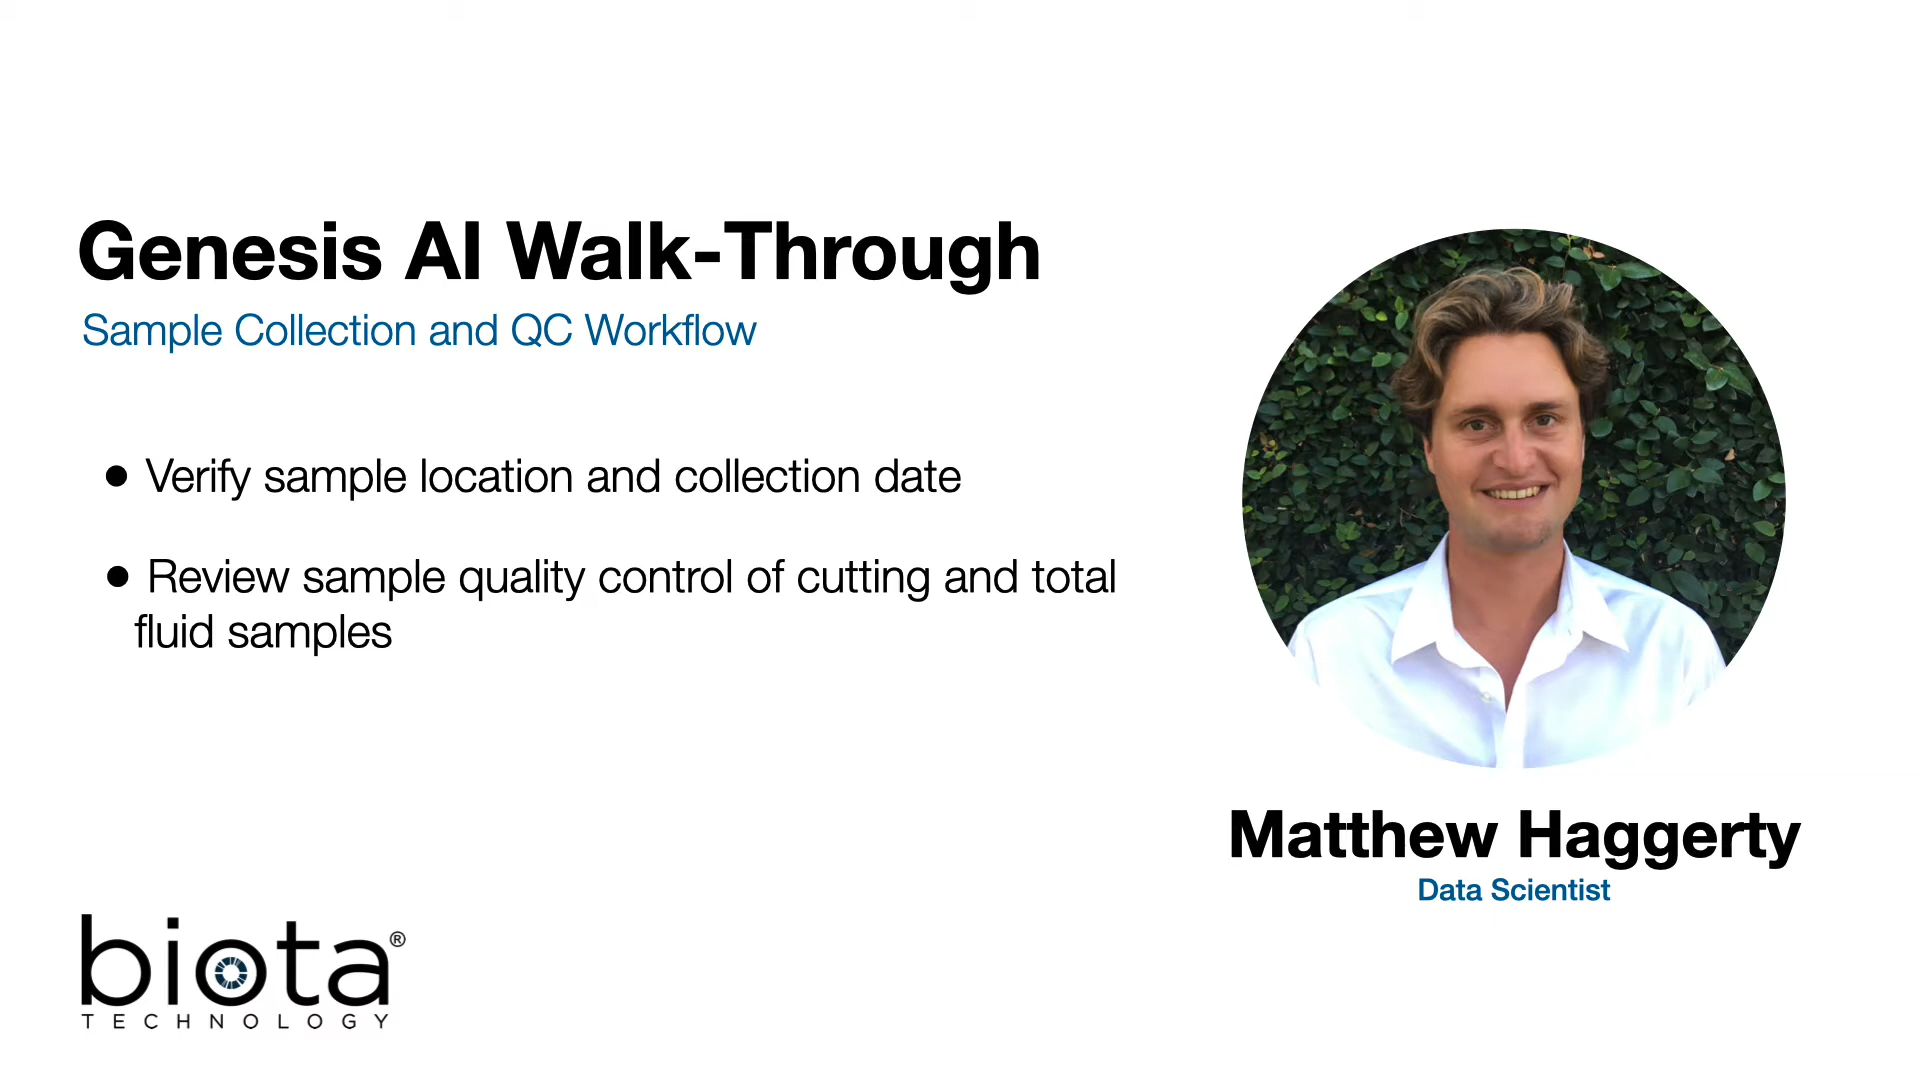 Genesis AI Walk-Through
Sample Collection and QC Workflow
● Verify sample location and collection date
● Review sample quality control of cutting and total
fluid samples
Matthew Haggerty
Data Scientist
biota®
TECHNOLOGY